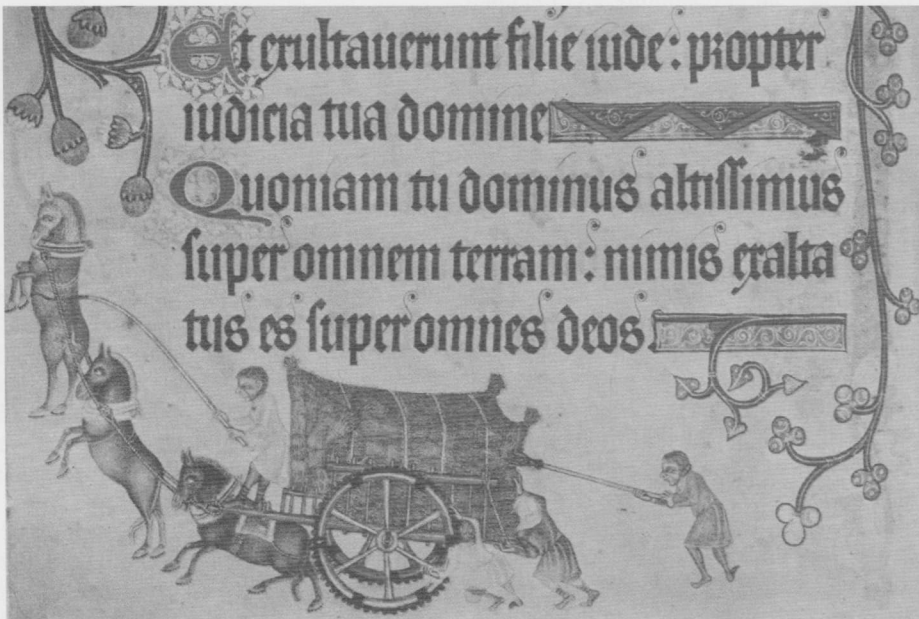 Et exultauerunt filie iude: propter
iudicia tua domine
Quoniam tu dominus altissimus
super omnem terram: nimis exalta
tus es super omnes deos.